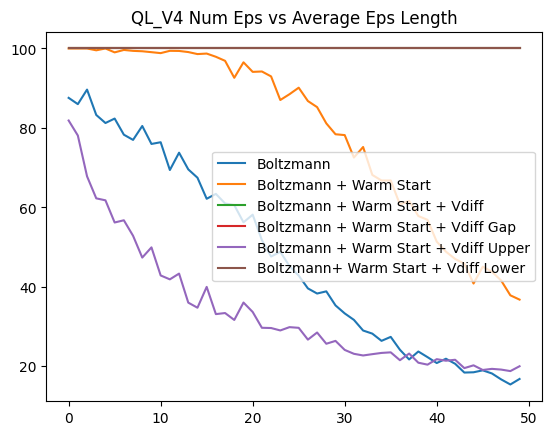 QL_V4 Num Eps vs Average Eps Length
100
80
60
40
20
Boltzmann
Boltzmann + Warm Start
Boltzmann + Warm Start + Vdiff
Boltzmann + Warm Start + Vdiff Gap
Boltzmann + Warm Start + Vdiff Upper
Boltzmann+ Warm Start + Vdiff Lower
0 10 20 30 40 50